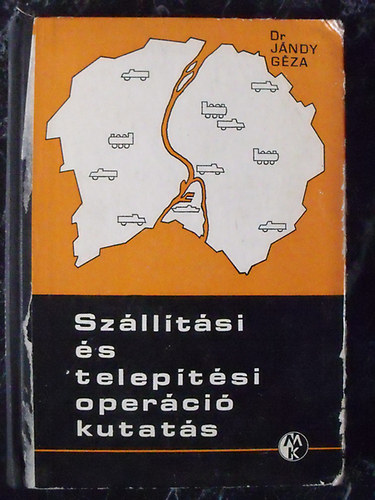 Dr
JÁNDY
GÉZA
Szállítási
és
telepítési
operáció
kutatás
MK